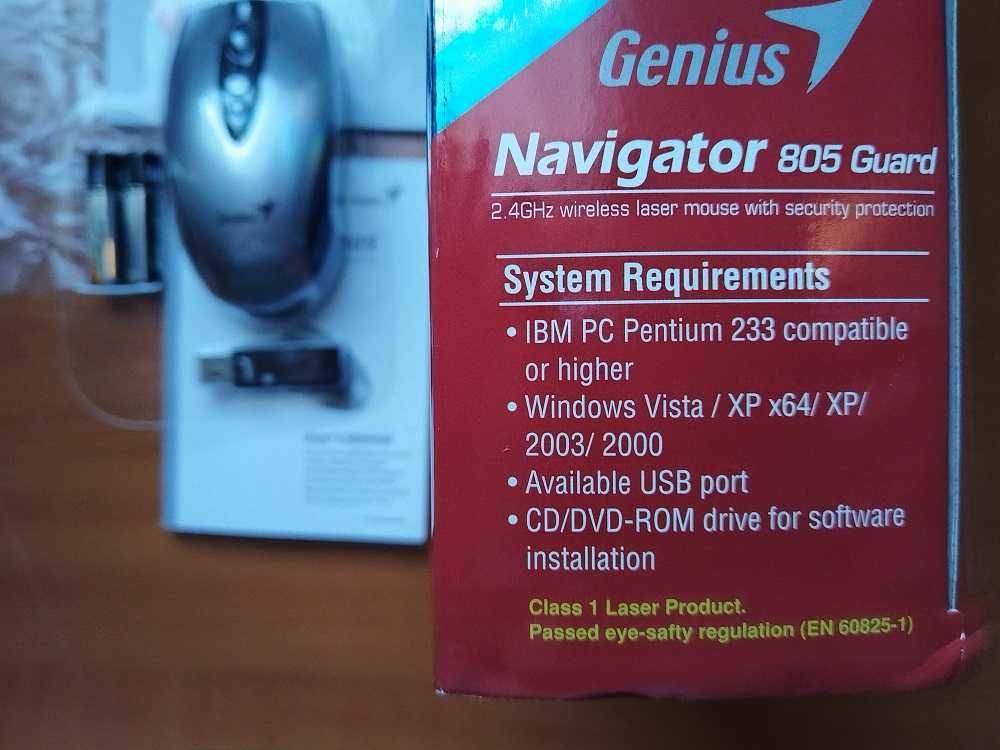 Genius
Navigator 805 Guard
2.4GHz wireless laser mouse with security protection
System Requirements
• IBM PC Pentium 233 compatible
or higher
• Windows Vista / XP x64/ XP/
2003/ 2000
• Available USB port
• CD/DVD-ROM drive for software
installation
Class 1 Laser Product.
Passed eye-safty regulation (EN 60825-1)
Genius